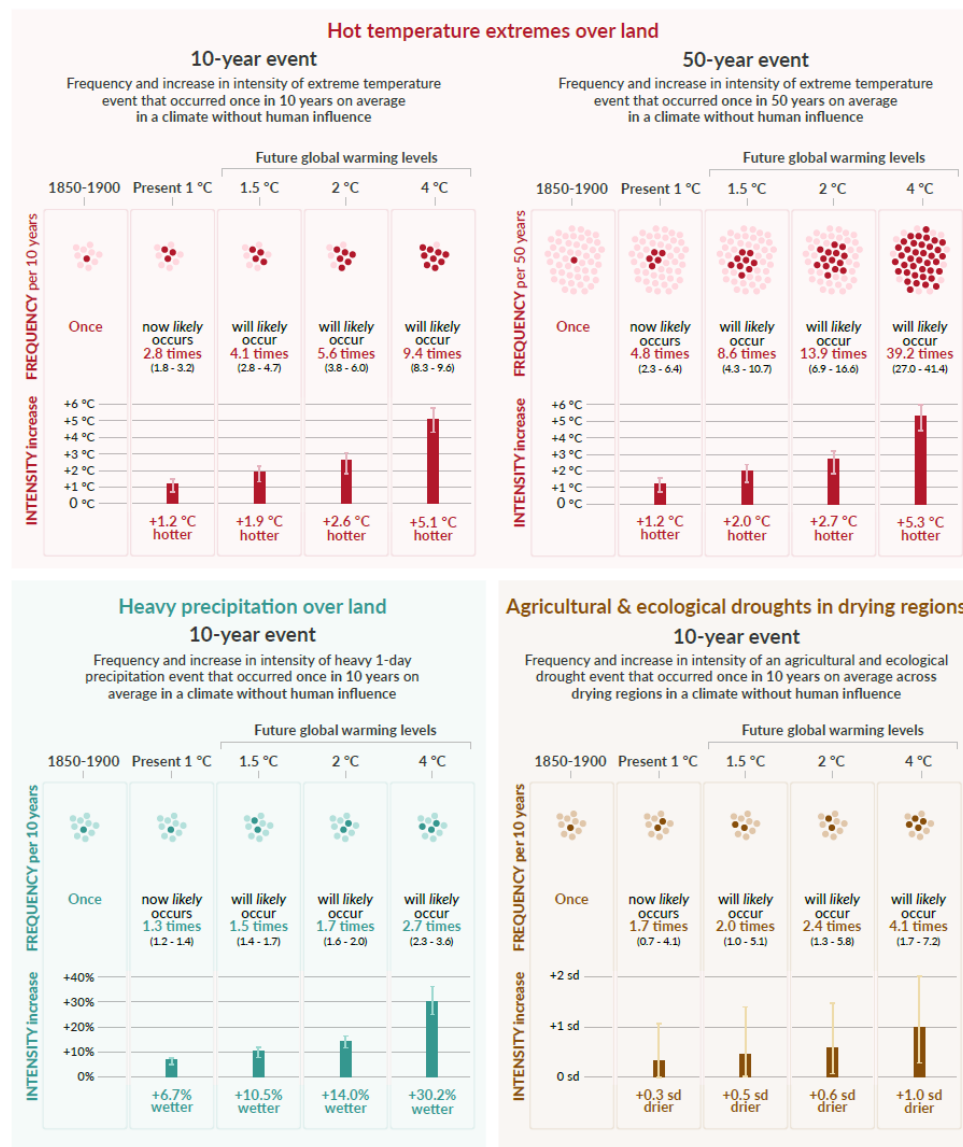 Hot temperature extremes over land
10-year event
Frequency and increase in intensity of extreme temperature
event that occurred once in 10 years on average
in a climate without human influence
Future global warming levels
1850-1900 Present 1 °C 1.5 °C 2 °C 4 °C
FREQUENCY per 10 years
Once
now likely occurs 2.8 times (1.8 - 3.2)
will likely occur 4.1 times (2.8 - 4.7)
will likely occur 5.6 times (3.8 - 6.0)
will likely occur 9.4 times (8.3 - 9.6)
INTENSITY increase
+6 °C
+5 °C
+4 °C
+3 °C
+2 °C
+1 °C
0 °C
+1.2 °C hotter
+1.9 °C hotter
+2.6 °C hotter
+5.1 °C hotter
50-year event
Frequency and increase in intensity of extreme temperature
event that occurred once in 50 years on average
in a climate without human influence
Future global warming levels
1850-1900 Present 1 °C 1.5 °C 2 °C 4 °C
FREQUENCY per 50 years
Once
now likely occurs 4.8 times (2.3 - 6.4)
will likely occur 8.6 times (4.3 - 10.7)
will likely occur 13.9 times (6.9 - 16.6)
will likely occur 39.2 times (27.0 - 41.4)
INTENSITY increase
+6 °C
+5 °C
+4 °C
+3 °C
+2 °C
+1 °C
0 °C
+1.2 °C hotter
+2.0 °C hotter
+2.7 °C hotter
+5.3 °C hotter
Heavy precipitation over land
10-year event
Frequency and increase in intensity of heavy 1-day
precipitation event that occurred once in 10 years on
average in a climate without human influence
Future global warming levels
1850-1900 Present 1 °C 1.5 °C 2 °C 4 °C
FREQUENCY per 10 years
Once
now likely occurs 1.3 times (1.2 - 1.4)
will likely occur 1.5 times (1.4 - 1.7)
will likely occur 1.7 times (1.6 - 2.0)
will likely occur 2.7 times (2.3 - 3.6)
INTENSITY increase
+40%
+30%
+20%
+10%
0%
+6.7% wetter
+10.5% wetter
+14.0% wetter
+30.2% wetter
Agricultural & ecological droughts in drying regions
10-year event
Frequency and increase in intensity of an agricultural and ecological
drought event that occurred once in 10 years on average across
drying regions in a climate without human influence
Future global warming levels
1850-1900 Present 1 °C 1.5 °C 2 °C 4 °C
FREQUENCY per 10 years
Once
now likely occurs 1.7 times (0.7 - 4.1)
will likely occur 2.0 times (1.0 - 5.1)
will likely occur 2.4 times (1.3 - 5.8)
will likely occur 4.1 times (1.7 - 7.2)
INTENSITY increase
+2 sd
+1 sd
0 sd
+0.3 sd drier
+0.5 sd drier
+0.6 sd drier
+1.0 sd drier